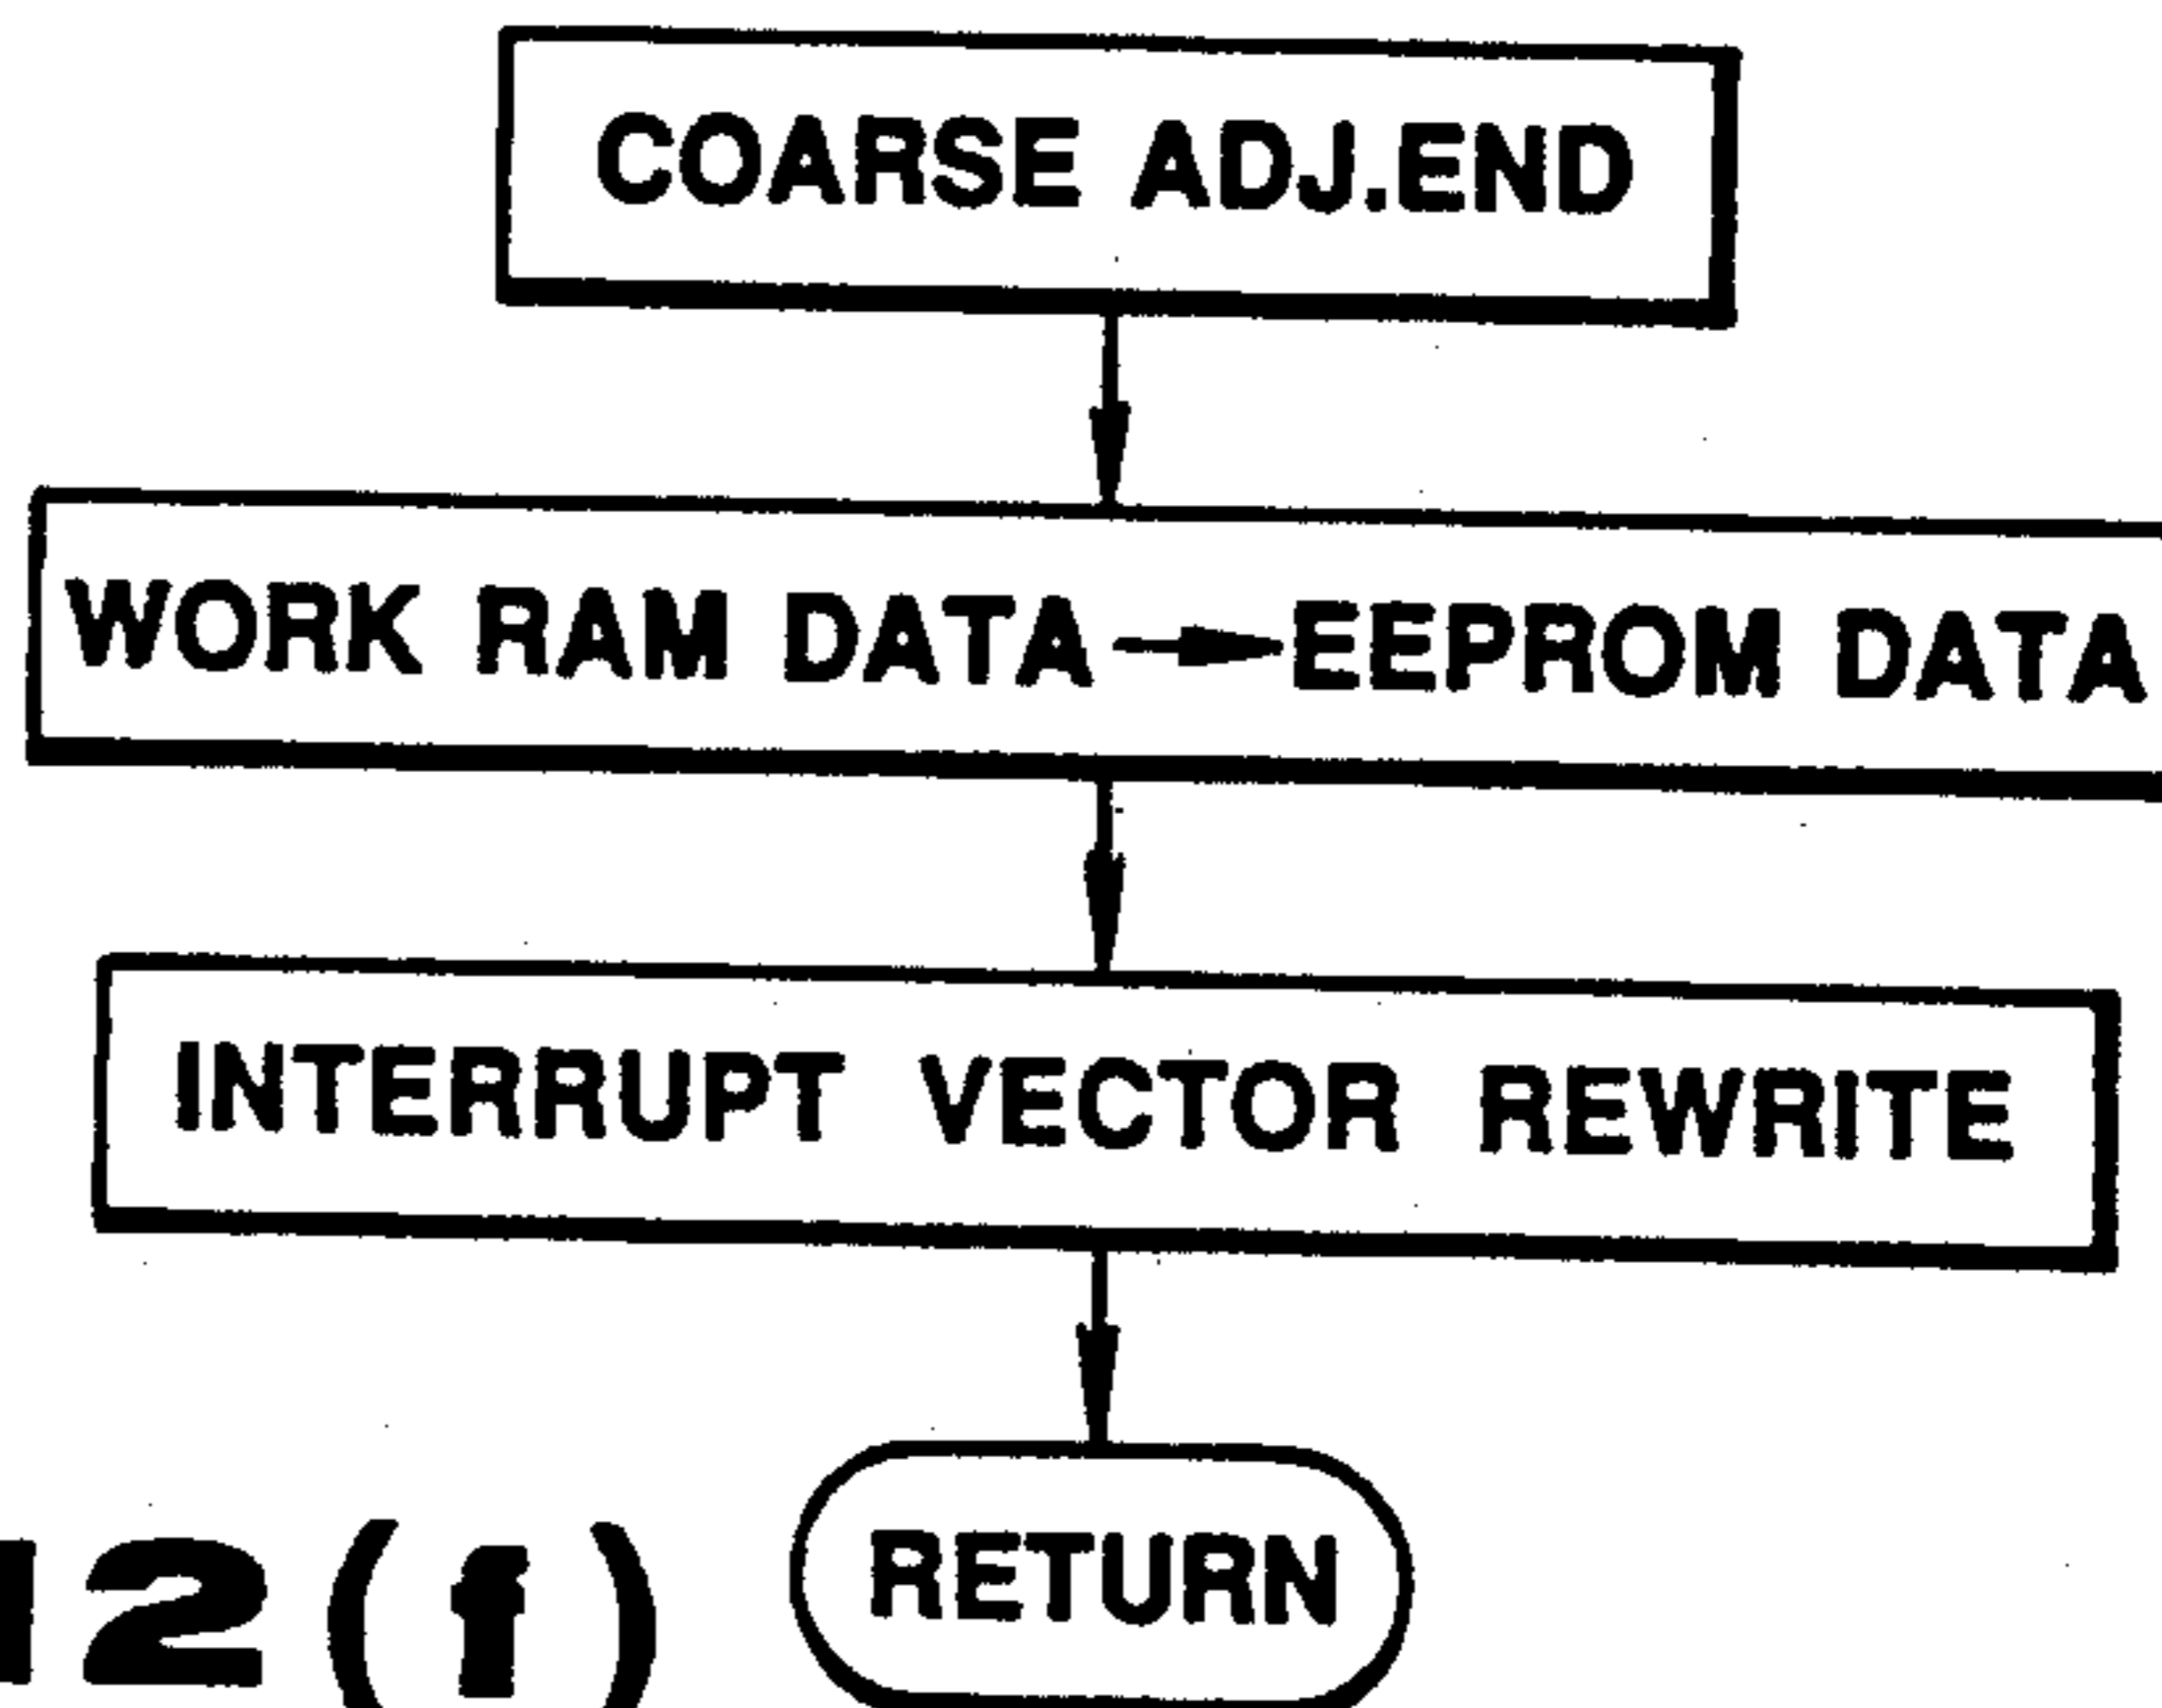 COARSE ADJ.END
WORK RAM DATA→EEPROM DATA
INTERRUPT VECTOR REWRITE
RETURN
12(f)